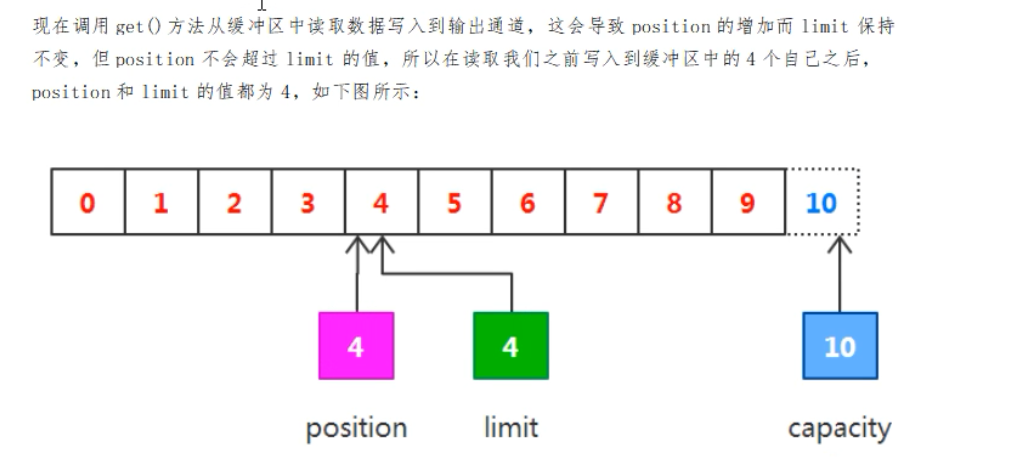 现在调用 get() 方法从缓冲区中读取数据写入到输出通道，这会导致 position 的增加而 limit 保持
不变，但 position 不会超过 limit 的值，所以在读取我们之前写入到缓冲区中的 4 个自己之后，
position 和 limit 的值都为 4，如下图所示：
0 1 2 3 4 5 6 7 8 9 10
4 4 10
position limit capacity